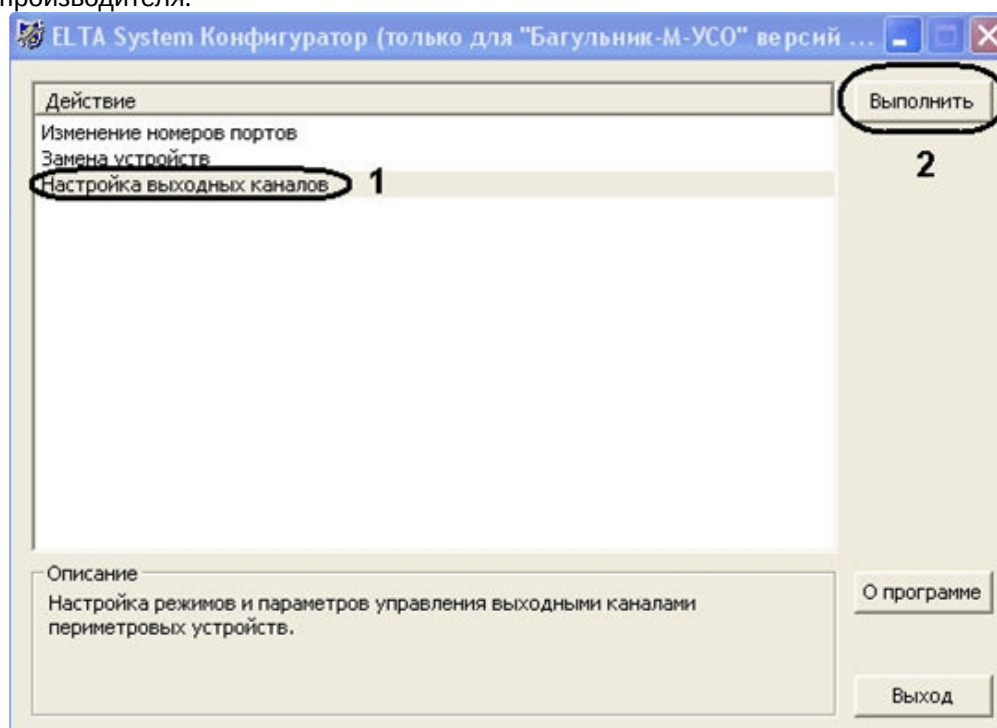 производителя.
ELTA System Конфигуратор (только для "Багульник-М-УСО" версий ...
Действие
Выполнить
Изменение номеров портов
Замена устройств
2
Настройка выходных каналов 1
Описание
Настройка режимов и параметров управления выходными каналами
периметровых устройств.
О программе
Выход